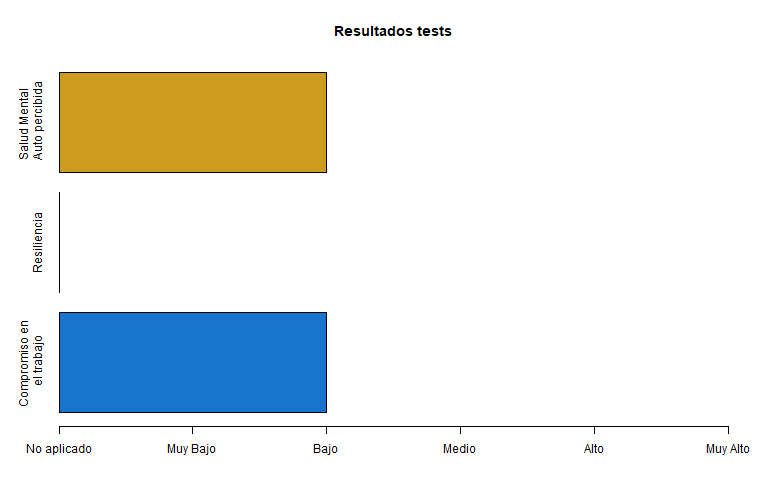 Resultados tests
Salud Mental
Auto percibida
Resiliencia
Compromiso en
el trabajo
No aplicado
Muy Bajo
Bajo
Medio
Alto
Muy Alto